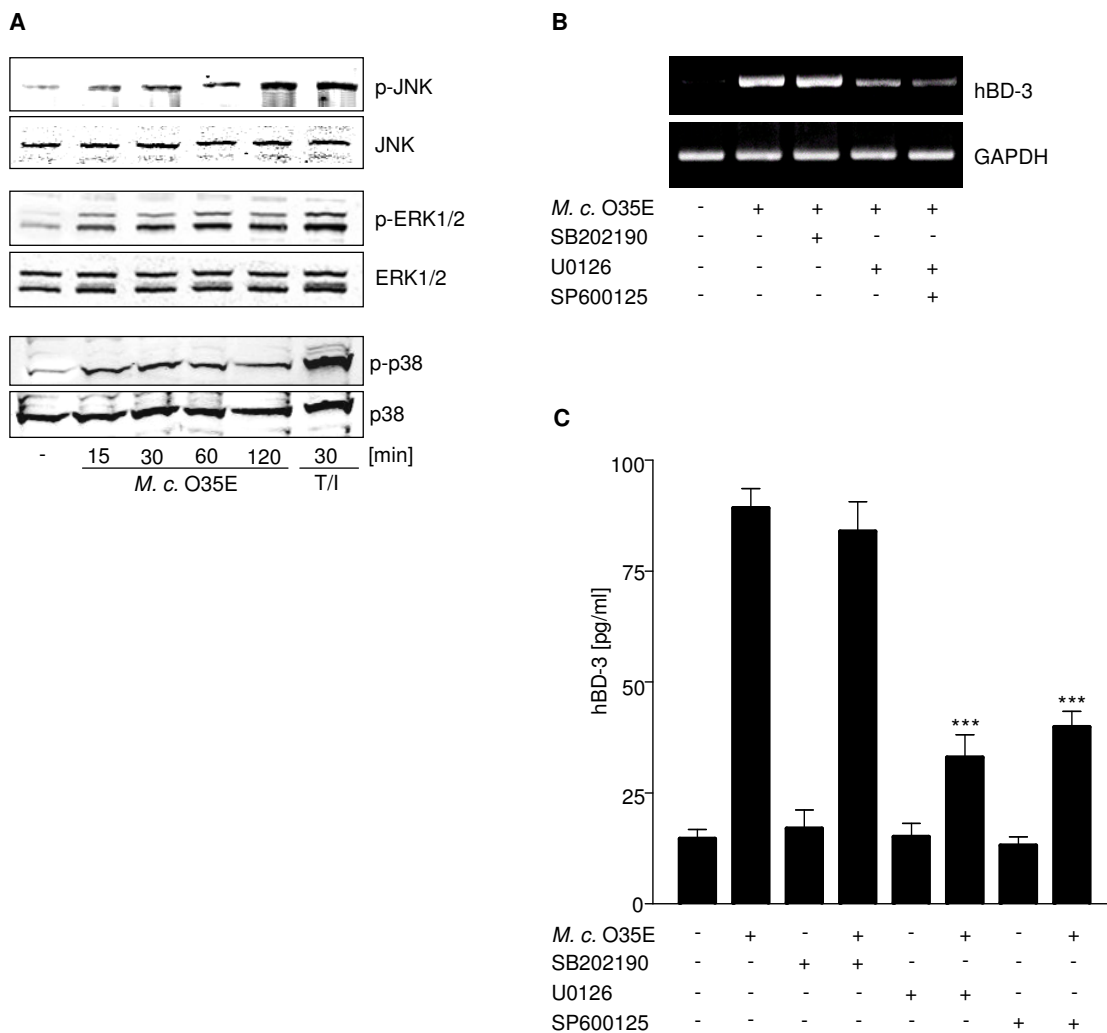 A
p-JNK
JNK
p-ERK1/2
ERK1/2
p-p38
p38
- 15 30 60 120 30 [min]
M. c. O35E T/I
B
hBD-3
GAPDH
M. c. O35E - + + + +
SB202190 - - + - -
U0126 - - - + +
SP600125 - - - - +
C
100
75
50
25
0
hBD-3 [pg/ml]
*** ***
M. c. O35E - + - + - + - +
SB202190 - - + + - - - -
U0126 - - - - + + - -
SP600125 - - - - - - + +